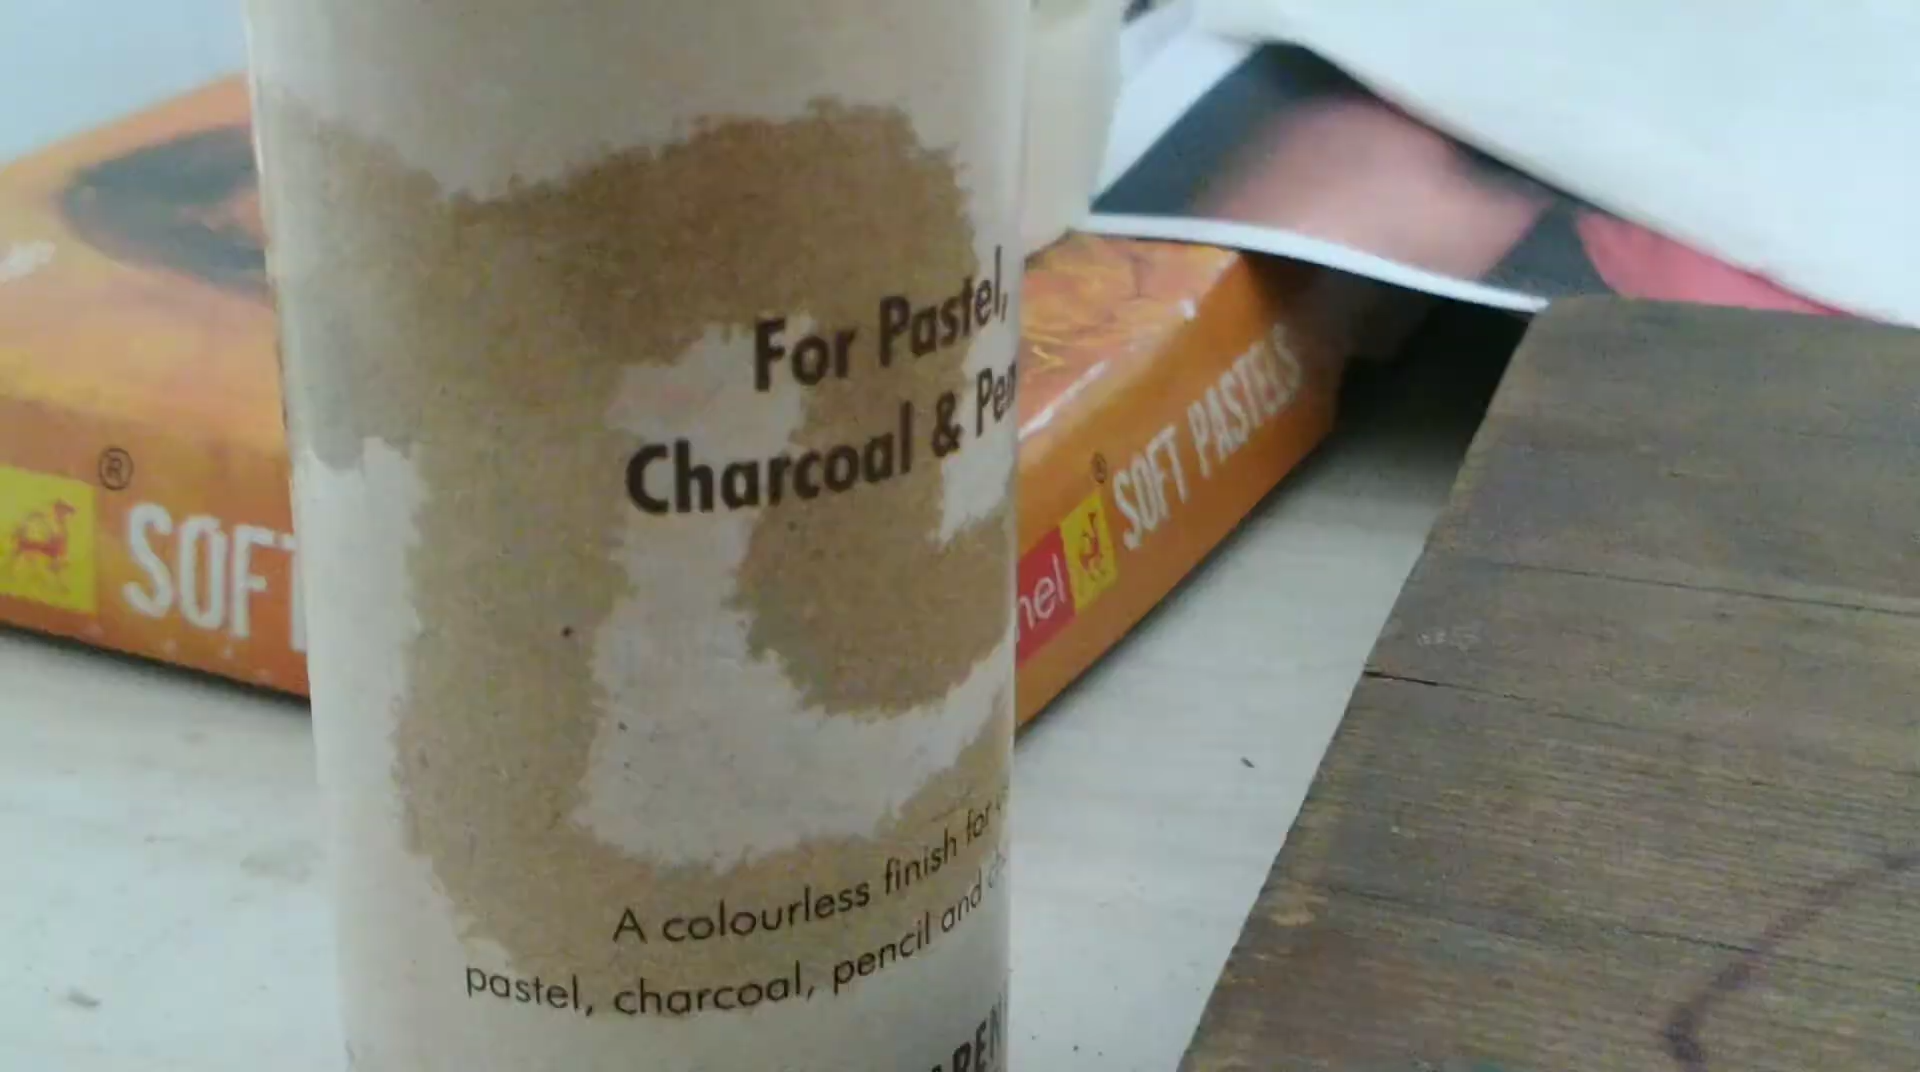 For Pastel,
Charcoal &
A colourless finish for
pastel, charcoal, pencil and
®
SOFT
®
SOFT PASTELS